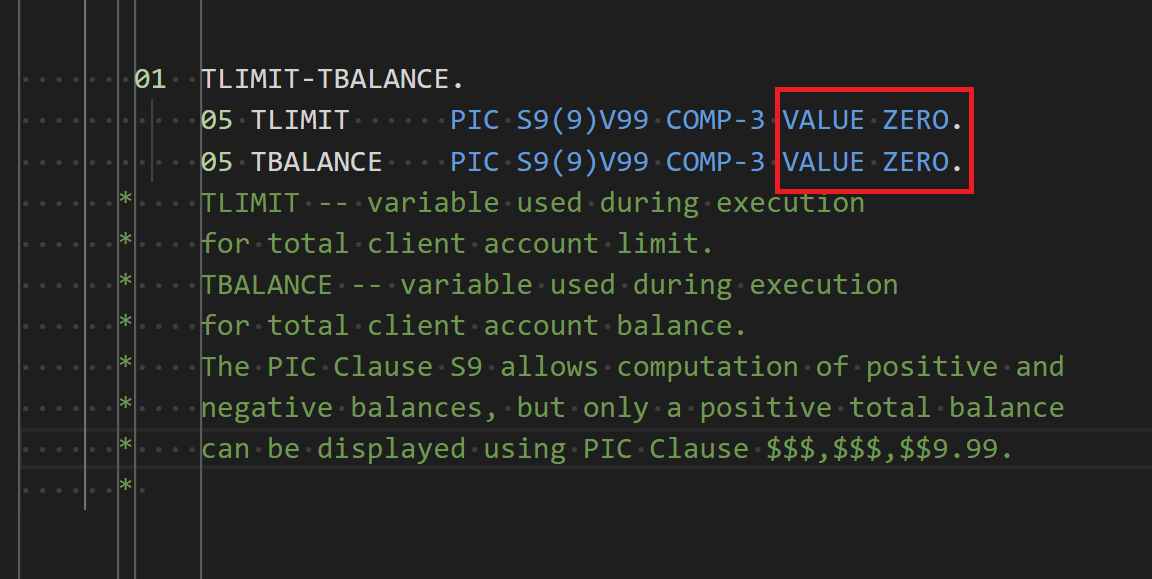 01  TLIMIT-TBALANCE.
05 TLIMIT      PIC S9(9)V99 COMP-3 VALUE ZERO.
05 TBALANCE    PIC S9(9)V99 COMP-3 VALUE ZERO.
*    TLIMIT -- variable used during execution
*    for total client account limit.
*    TBALANCE -- variable used during execution
*    for total client account balance.
*    The PIC Clause S9 allows computation of positive and
*    negative balances, but only a positive total balance
*    can be displayed using PIC Clause $$$,$$$,$$9.99.
*